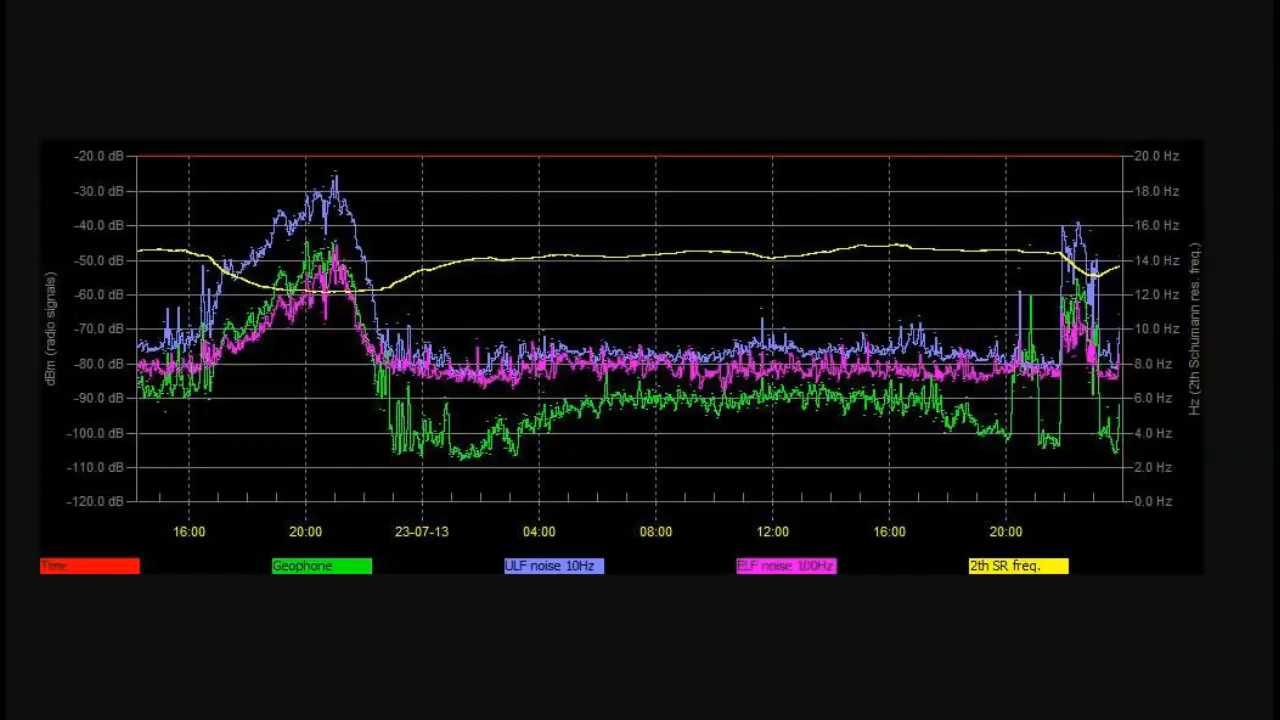 -20.0 dB
-30.0 dB
-40.0 dB
-50.0 dB
-60.0 dB
-70.0 dB
-80.0 dB
-90.0 dB
-100.0 dB
-110.0 dB
-120.0 dB
dBm (radio signals)
20.0 Hz
18.0 Hz
16.0 Hz
14.0 Hz
12.0 Hz
10.0 Hz
8.0 Hz
6.0 Hz
4.0 Hz
2.0 Hz
0.0 Hz
Hz (2th Schumann res. freq.)
16:00 20:00 23-07-13 04:00 08:00 12:00 16:00 20:00
Time Geophone ULF noise 10Hz ELF noise 100Hz 2th SR freq.